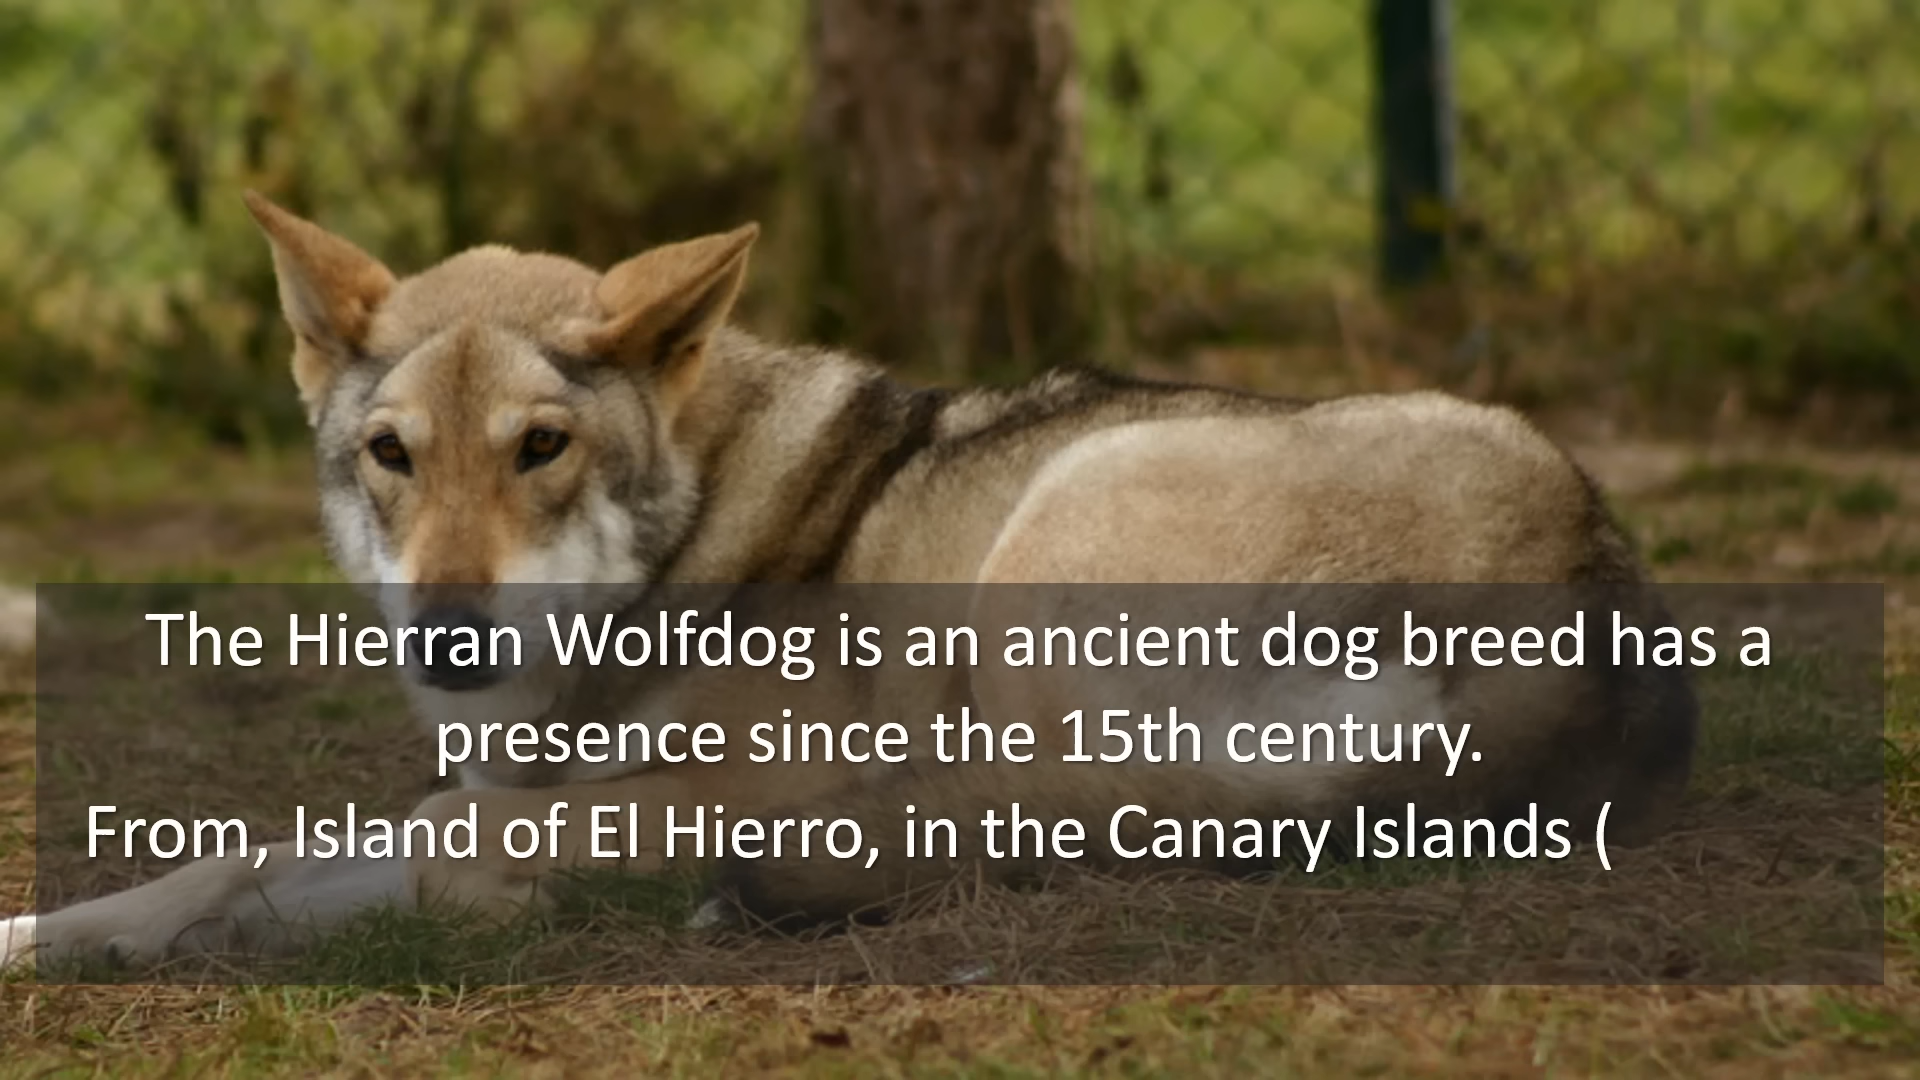 The Hierran Wolfdog is an ancient dog breed has a
presence since the 15th century.
From, Island of El Hierro, in the Canary Islands (